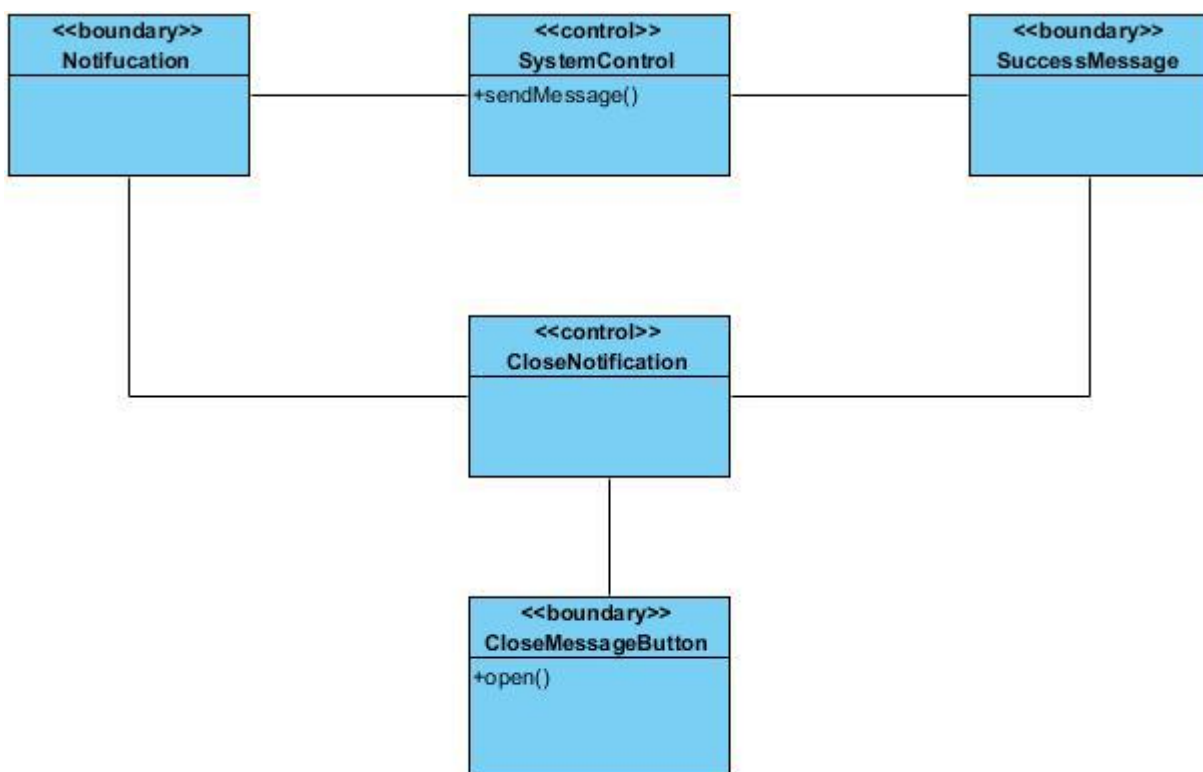 <<boundary>>
Notifucation
<<control>>
SystemControl
+sendMessage()
<<boundary>>
SuccessMessage
<<control>>
CloseNotification
<<boundary>>
CloseMessageButton
+open()